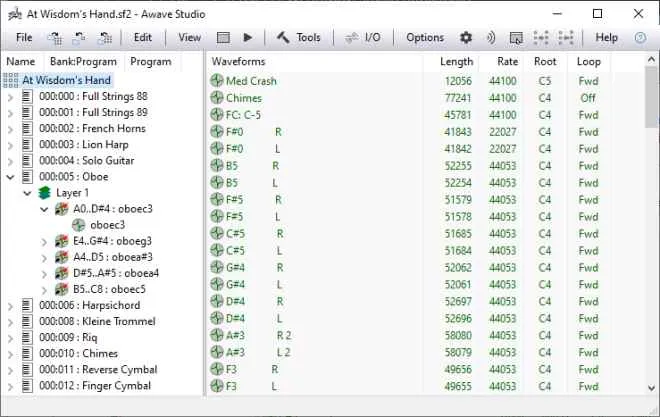 At Wisdom's Hand.sf2 - Awave Studio
File Edit View Tools I/O Options Help
Name Bank:Program Program
At Wisdom's Hand
000:000 : Full Strings 88
000:001 : Full Strings 89
000:002 : French Horns
000:003 : Lion Harp
000:004 : Solo Guitar
000:005 : Oboe
Layer 1
A0..D#4 : oboec3
oboec3
E4..G#4 : oboeg3
A4..D5 : oboea#3
D#5..A#5 : oboea4
B5..C8 : oboec5
000:006 : Harpsichord
000:008 : Kleine Trommel
000:009 : Riq
000:010 : Chimes
000:011 : Reverse Cymbal
000:012 : Finger Cymbal
Waveforms Length Rate Root Loop
Med Crash 12056 44100 C5 Fwd
Chimes 77241 44100 C4 Off
FC: C-5 45781 44100 C4 Fwd
F#0 R 41843 22027 C4 Fwd
F#0 L 41842 22027 C4 Fwd
B5 R 52255 44053 C4 Fwd
B5 L 52254 44053 C4 Fwd
F#5 R 51579 44053 C4 Fwd
F#5 L 51578 44053 C4 Fwd
C#5 R 51685 44053 C4 Fwd
C#5 L 51684 44053 C4 Fwd
G#4 R 52062 44053 C4 Fwd
G#4 L 52061 44053 C4 Fwd
D#4 R 52697 44053 C4 Fwd
D#4 L 52696 44053 C4 Fwd
A#3 R 2 58080 44053 C4 Fwd
A#3 L 2 58079 44053 C4 Fwd
F3 R 49656 44053 C4 Fwd
F3 L 49655 44053 C4 Fwd